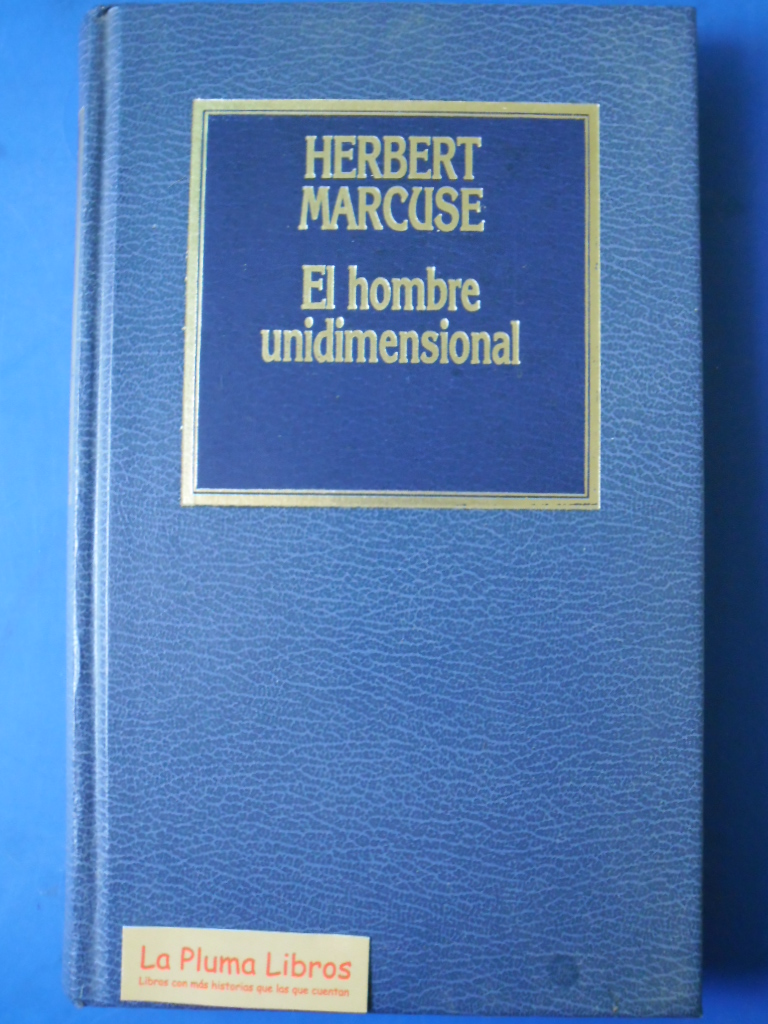 HERBERT
MARCUSE
El hombre
unidimensional
La Pluma Libros
Libros con más historias que las que cuentan